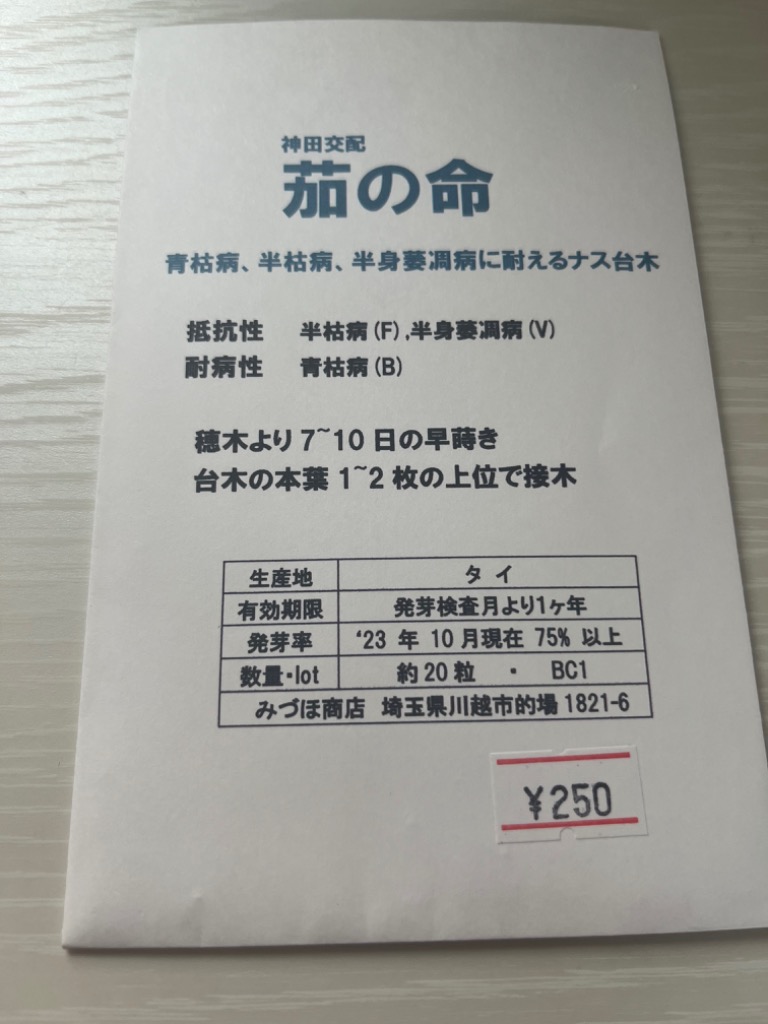 神田交配
茄の命
青枯病、半枯病、半身萎凋病に耐えるナス台木
抵抗性 半枯病(F),半身萎凋病(V)
耐病性 青枯病(B)
穂木より7~10日の早蒔き
台木の本葉1~2枚の上位で接木
生産地 タイ
有効期限 発芽検査月より1ヶ年
発芽率 '23 年 10月現在 75% 以上
数量・lot 約20粒 ・ BC1
みづほ商店 埼玉県川越市的場1821-6
¥250